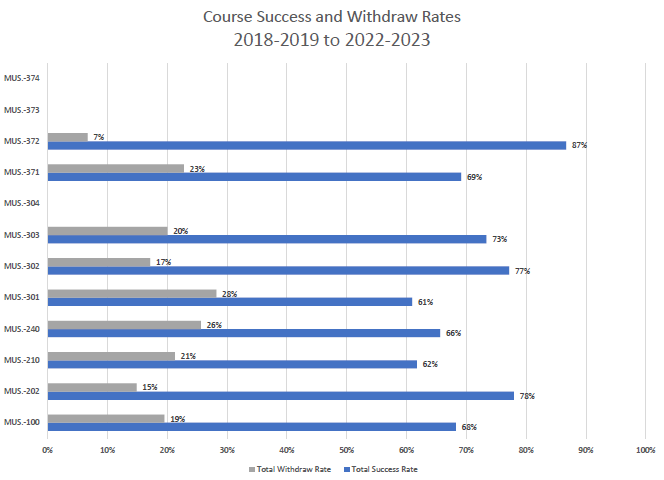 Course Success and Withdraw Rates
2018-2019 to 2022-2023
MUS.-374
MUS.-373
MUS.-372
7%
87%
MUS.-371
23%
69%
MUS.-304
MUS.-303
20%
73%
MUS.-302
17%
77%
MUS.-301
28%
61%
MUS.-240
26%
66%
MUS.-210
21%
62%
MUS.-202
15%
78%
MUS.-100
19%
68%
0% 10% 20% 30% 40% 50% 60% 70% 80% 90% 100%
Total Withdraw Rate Total Success Rate